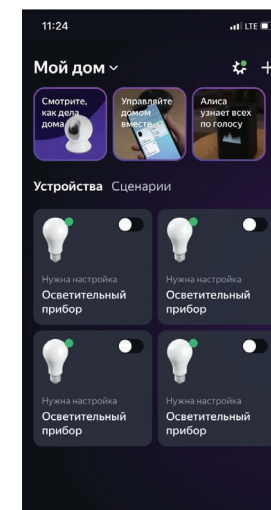 11:24
LTE
Мой дом
Смотрите,
как дела
дома
Управляйте
домом
вместе
Алиса
узнает всех
по голосу
Устройства Сценарии
Нужна настройка
Осветительный
прибор
Нужна настройка
Осветительный
прибор
Нужна настройка
Осветительный
прибор
Нужна настройка
Осветительный
прибор